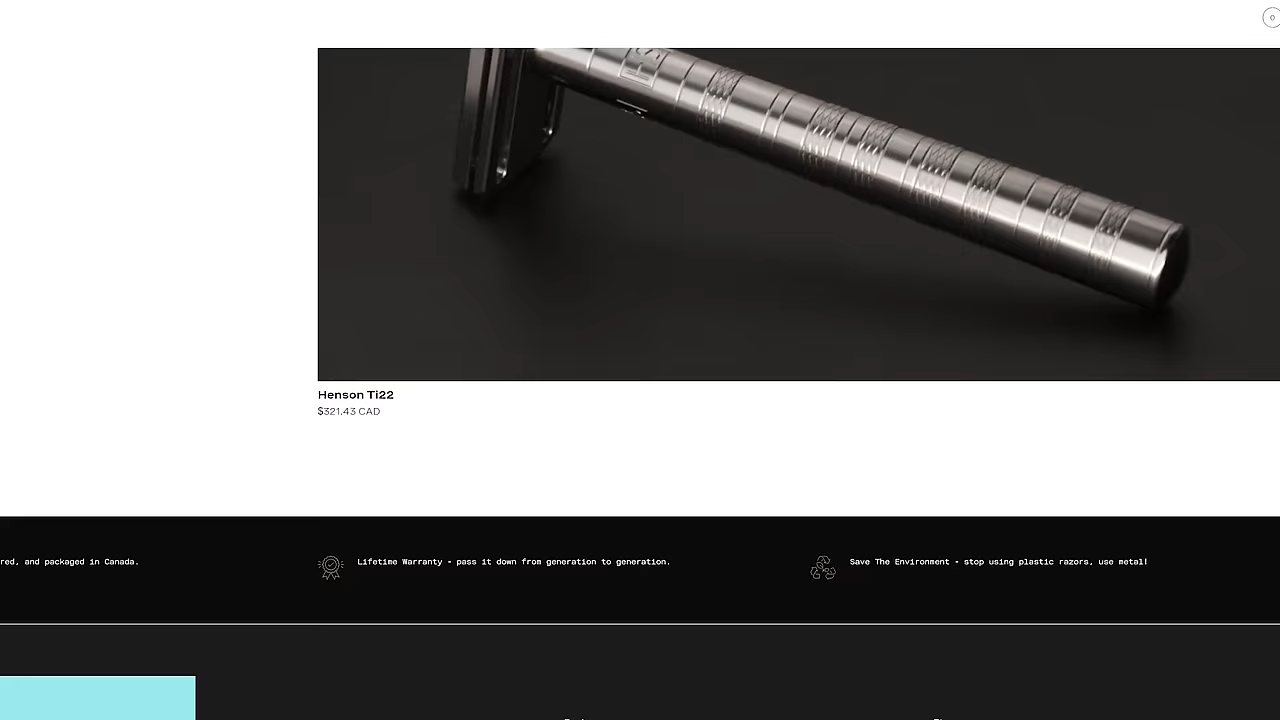 0
Henson Ti22
$321.43 CAD
red, and packaged in Canada.
Lifetime Warranty - pass it down from generation to generation.
Save The Environment - stop using plastic razors, use metal!